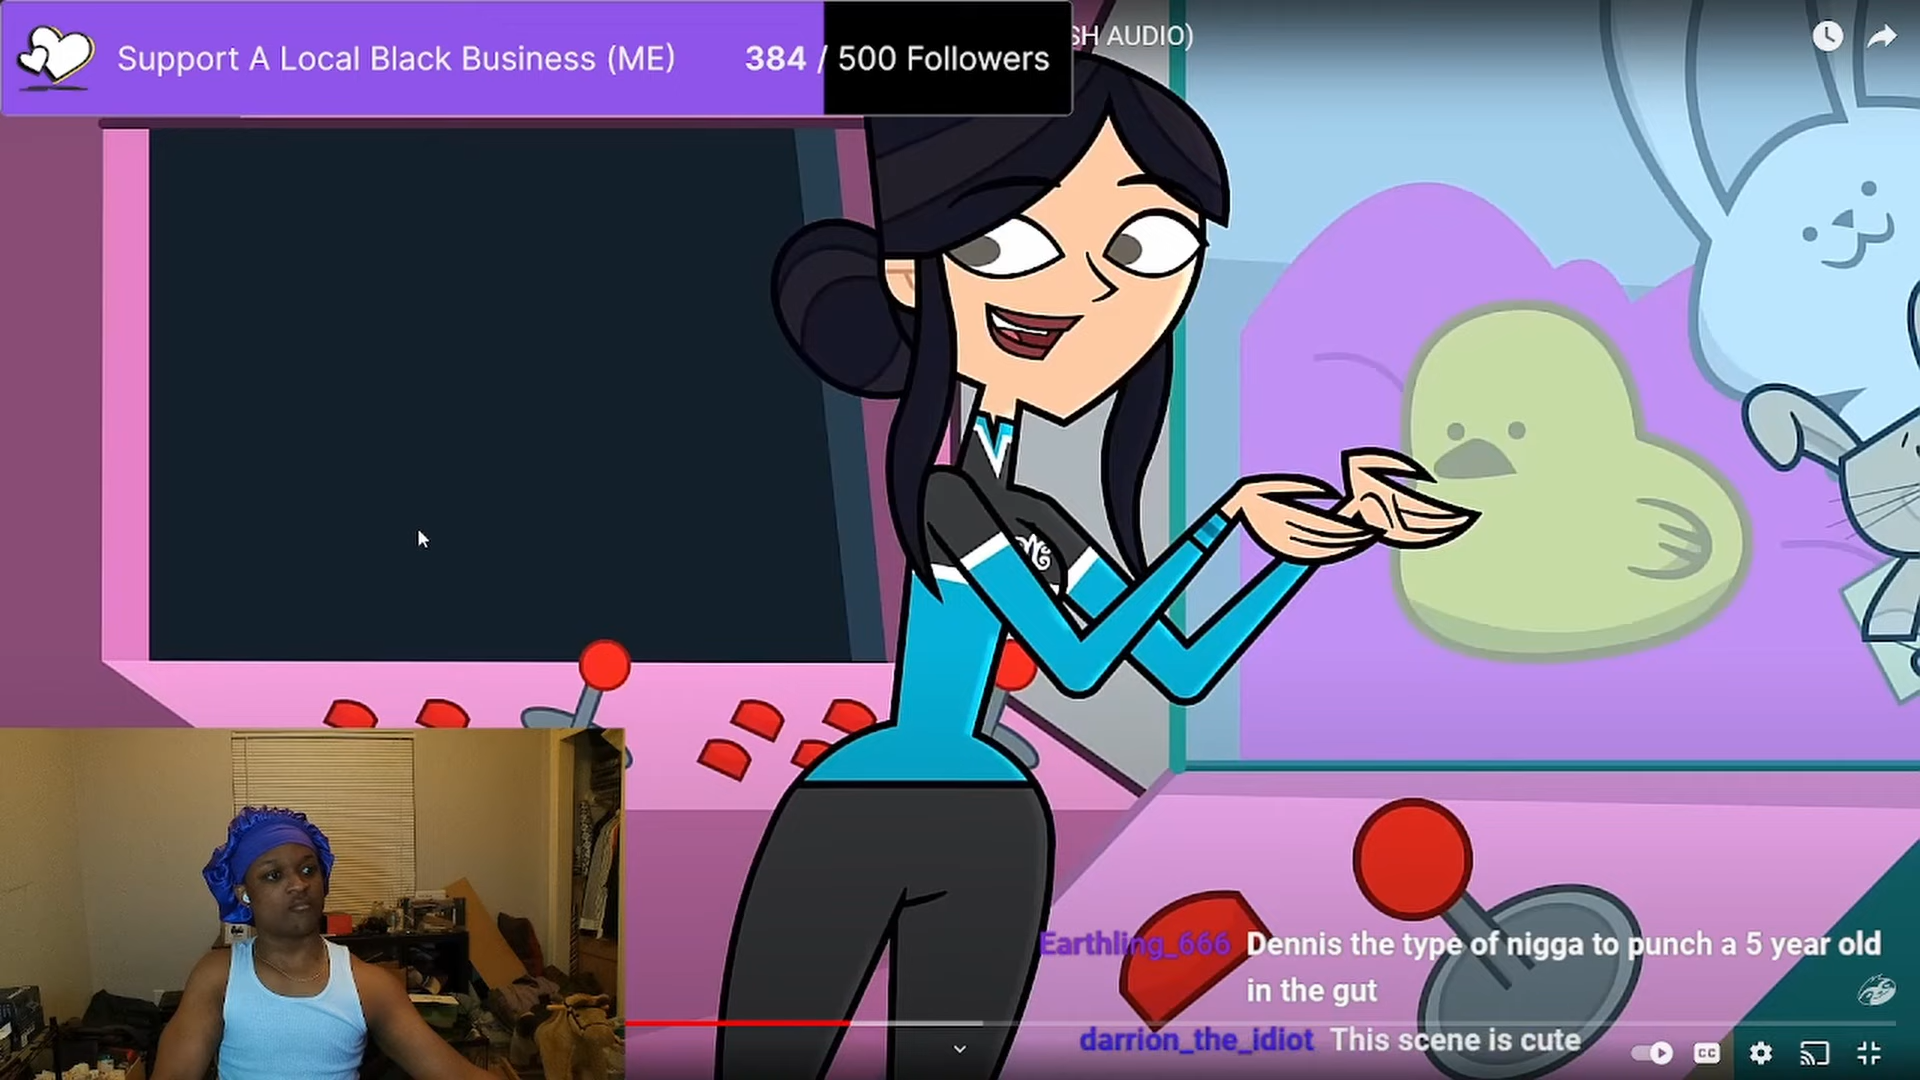 Support A Local Black Business (ME) 384 / 500 Followers
SH AUDIO)
Earthling_666 Dennis the type of nigga to punch a 5 year old
in the gut
darrion_the_idiot This scene is cute
CC